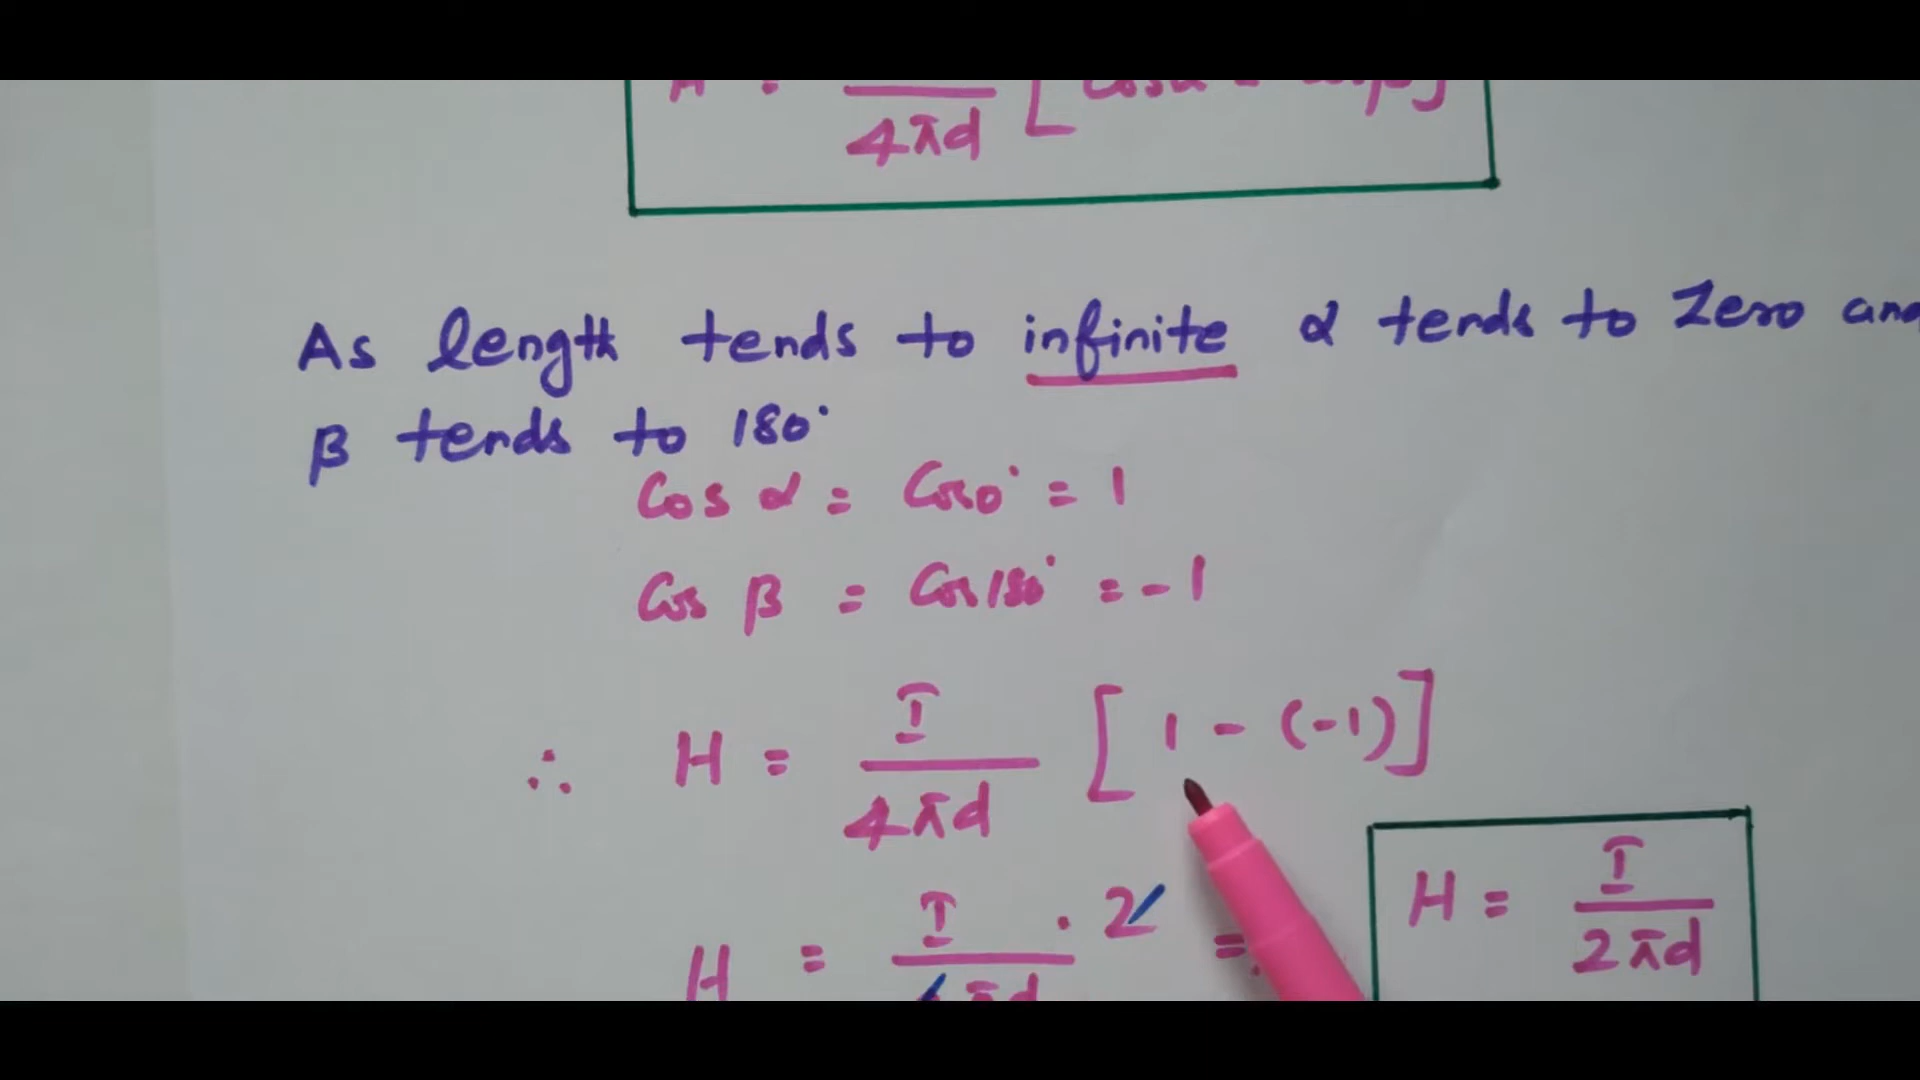 4πd
As length tends to infinite α tends to Zero
β tends to 180°
Cos α = Cos0° = 1
Cos β = Cos180° = -1
∴ H = I / 4πd [ 1 - (-1) ]
H = I / 2πd
H = I · 2 =